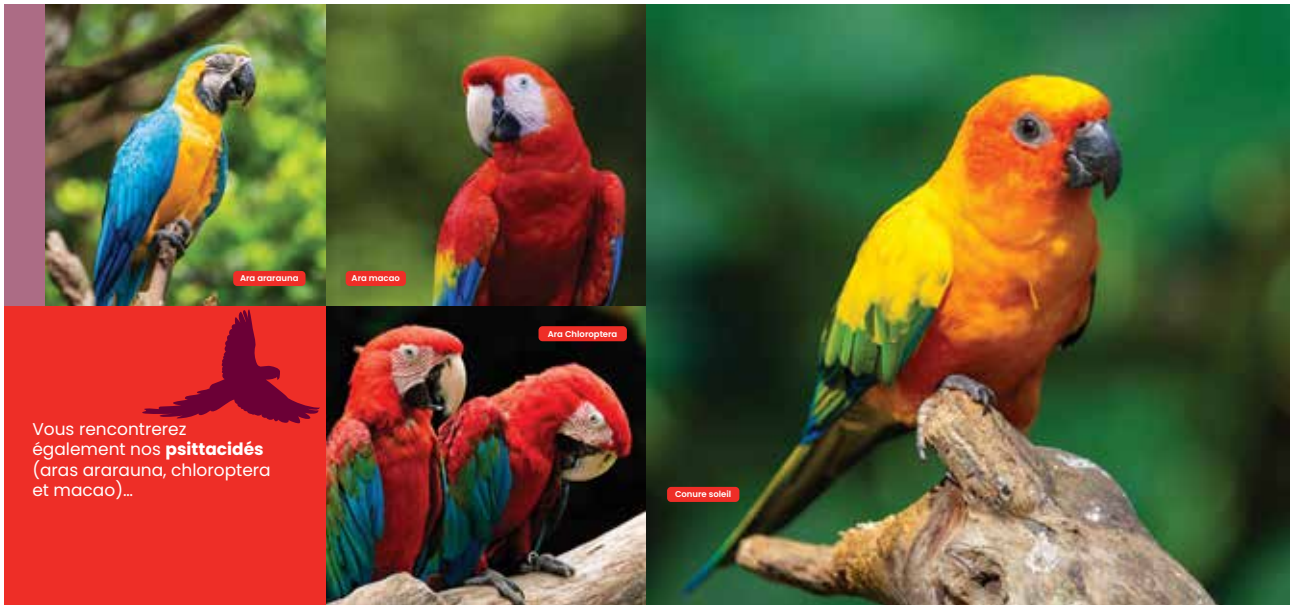 Ara ararauna
Ara macao
Vous rencontrerez
également nos psittacidés
(aras ararauna, chloroptera
et macao)...
Ara Chloroptera
Conure soleil